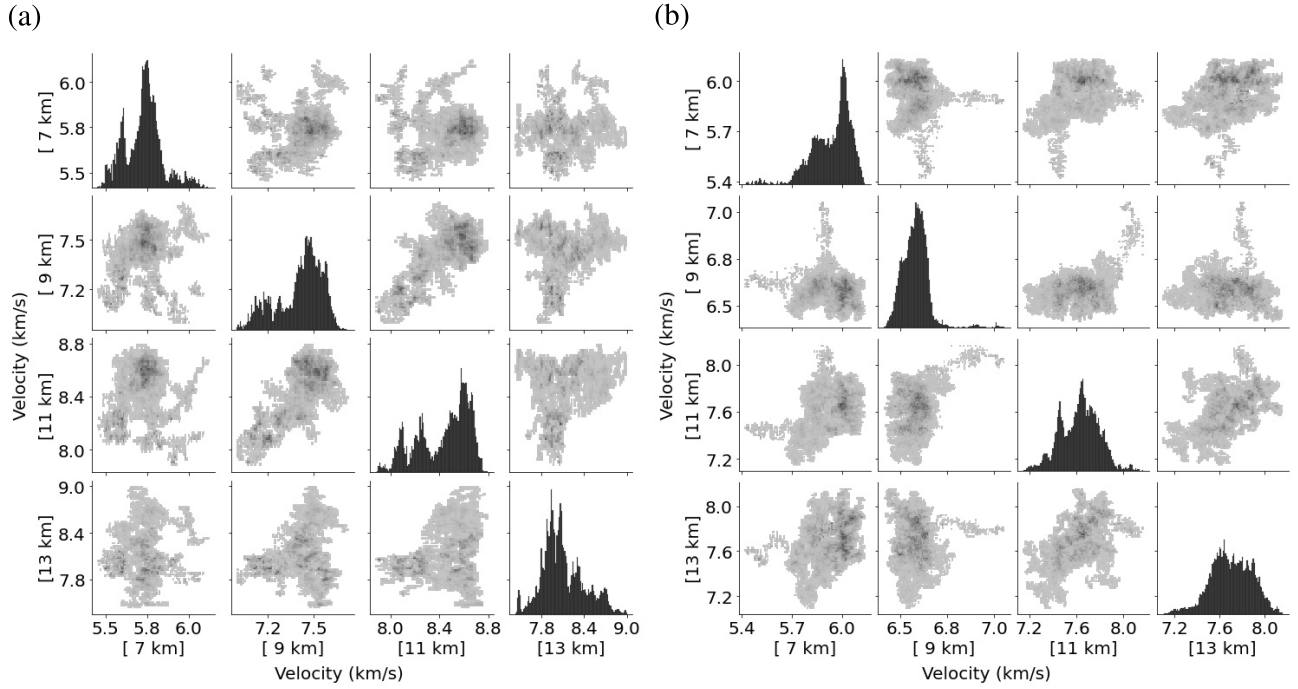 (a)
(b)
6.0
5.8
5.5
[ 7 km]
7.5
7.2
[ 9 km]
8.8
8.4
8.0
[11 km]
9.0
8.4
7.8
[13 km]
Velocity (km/s)
5.5 5.8 6.0 7.2 7.5 8.0 8.4 8.8 7.8 8.4 9.0
[ 7 km] [ 9 km] [11 km] [13 km]
Velocity (km/s)
6.0
5.7
5.4
[ 7 km]
7.0
6.8
6.5
[ 9 km]
8.0
7.6
7.2
[11 km]
8.0
7.6
7.2
[13 km]
Velocity (km/s)
5.4 5.7 6.0 6.5 6.8 7.0 7.2 7.6 8.0 7.2 7.6 8.0
[ 7 km] [ 9 km] [11 km] [13 km]
Velocity (km/s)